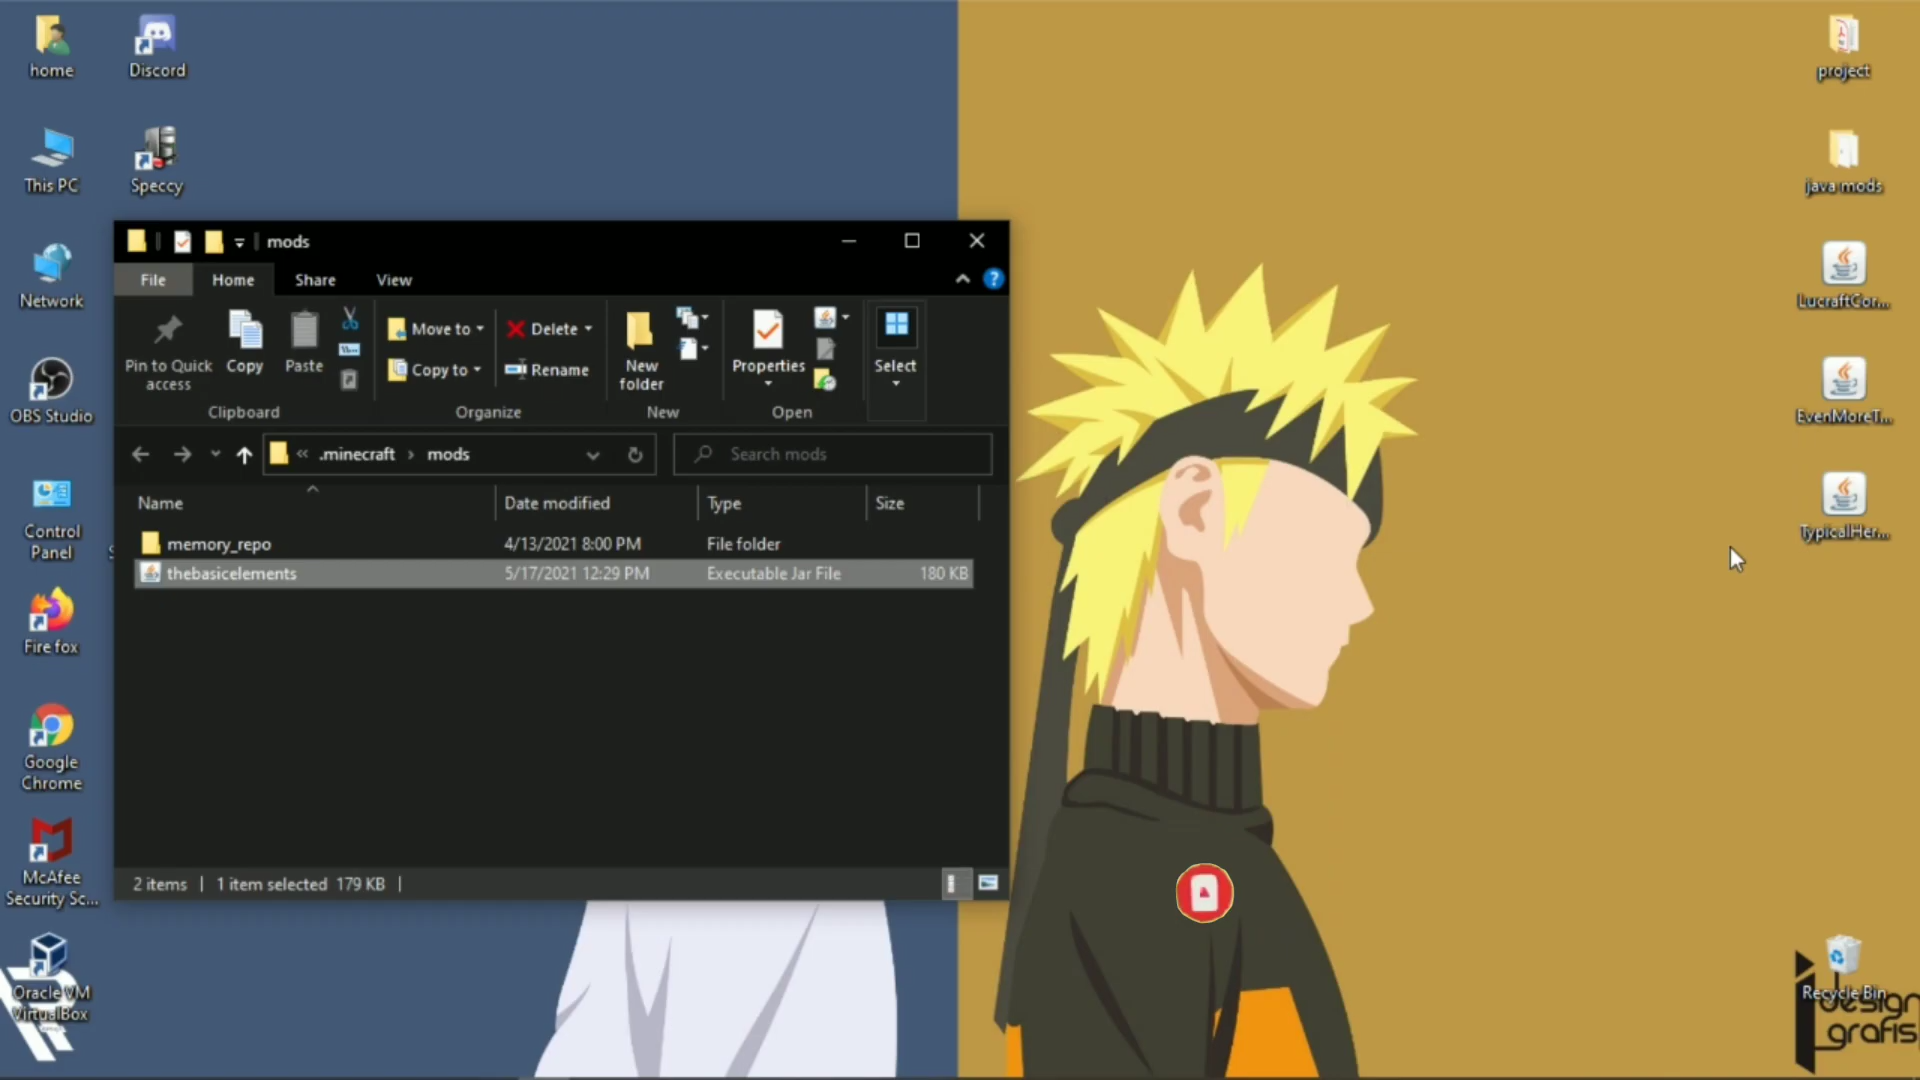 home
Discord
This PC
Speccy
Network
OBS Studio
Control
Panel
Fire fox
Google
Chrome
McAfee
Security Sc...
Oracle VM
VirtualBox
mods
File
Home
Share
View
Pin to Quick
access
Copy
Paste
Clipboard
Move to
Copy to
Delete
Rename
Organize
New
folder
New
Properties
Open
Select
« .minecraft › mods
Search mods
Name
Date modified
Type
Size
memory_repo 4/13/2021 8:00 PM File folder
thebasicelements 5/17/2021 12:29 PM Executable Jar File 180 KB
2 items | 1 item selected 179 KB |
project
java mods
LucraftCor...
EvenMoreT...
TypicalHer...
Recycle Bin
design
grafis